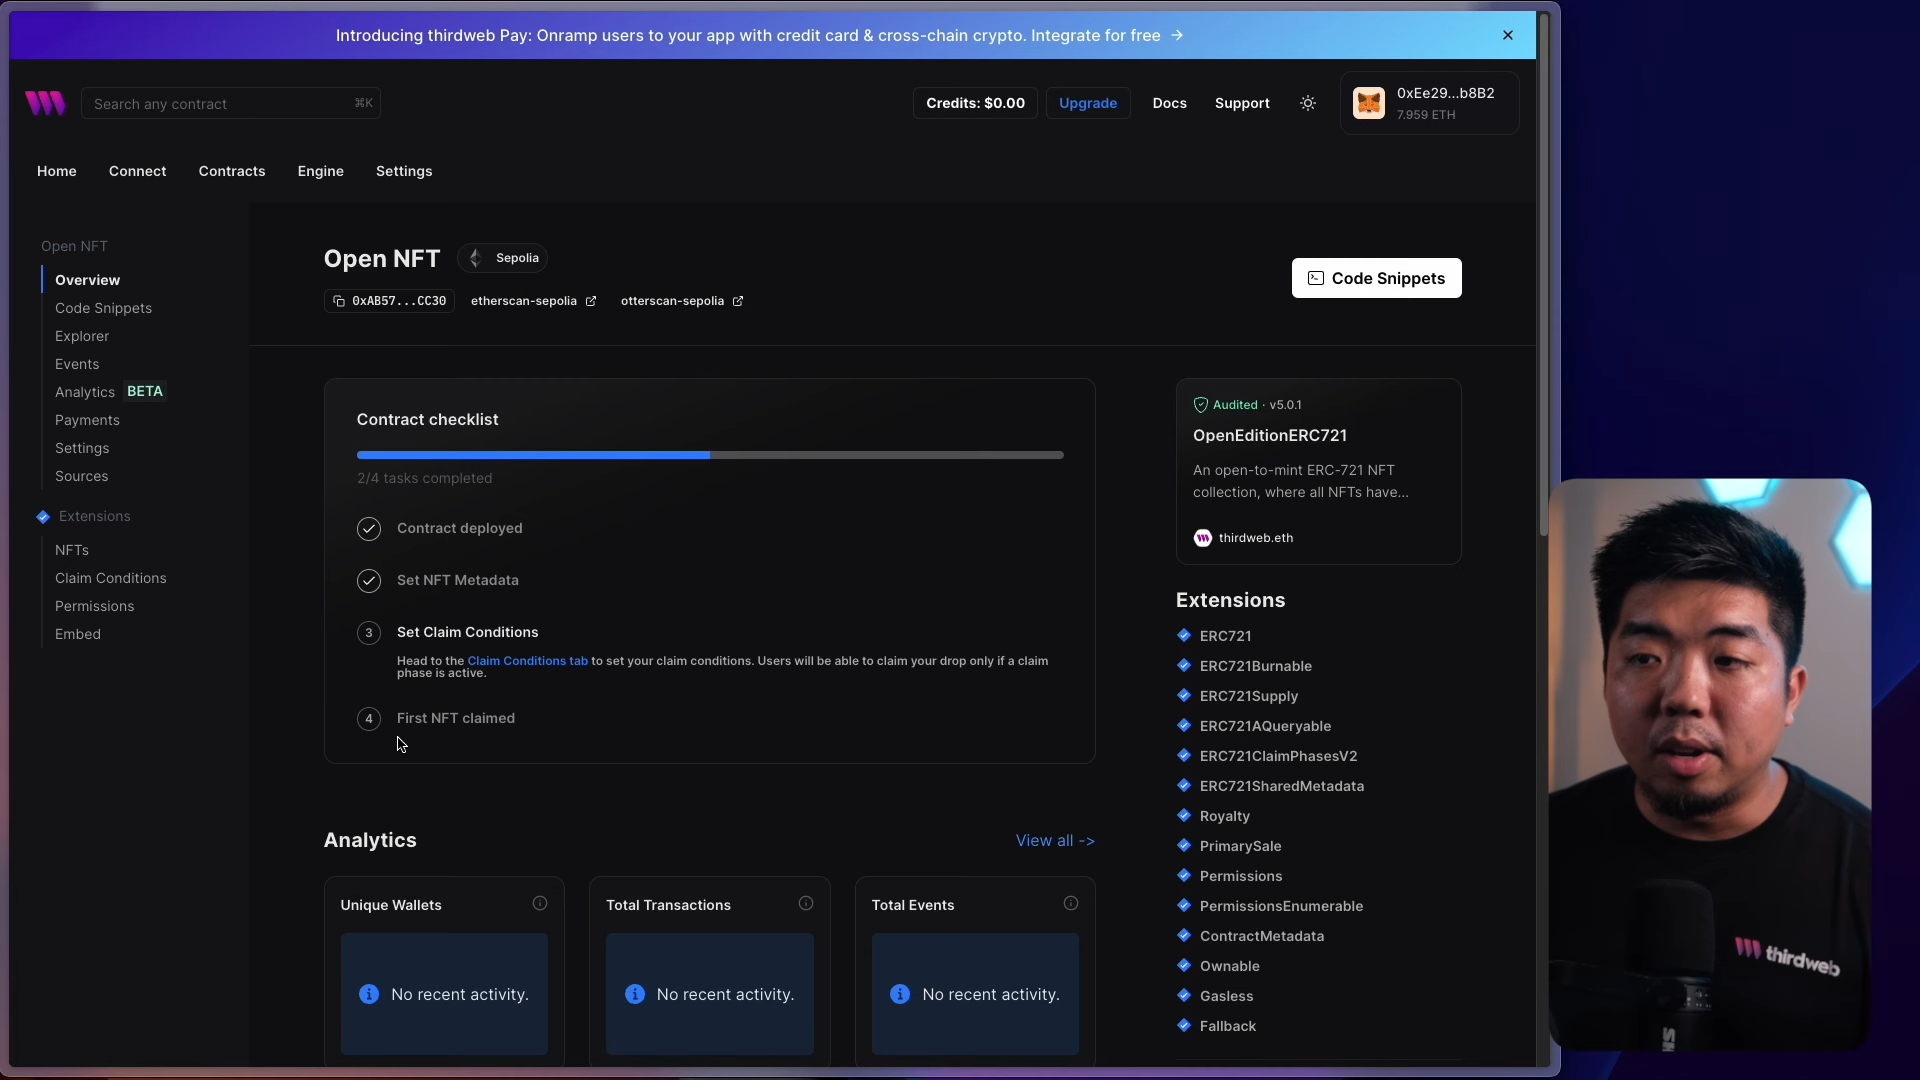 Introducing thirdweb Pay: Onramp users to your app with credit card & cross-chain crypto. Integrate for free →
Search any contract ⌘K
Credits: $0.00
Upgrade
Docs
Support
0xEe29...b8B2
7.959 ETH
Home
Connect
Contracts
Engine
Settings
Open NFT
Overview
Code Snippets
Explorer
Events
Analytics BETA
Payments
Settings
Sources
Extensions
NFTs
Claim Conditions
Permissions
Embed
Open NFT
Sepolia
0xAB57...CC30
etherscan-sepolia
otterscan-sepolia
Code Snippets
Contract checklist
2/4 tasks completed
Contract deployed
Set NFT Metadata
3 Set Claim Conditions
Head to the Claim Conditions tab to set your claim conditions. Users will be able to claim your drop only if a claim
phase is active.
4 First NFT claimed
Analytics
View all ->
Unique Wallets
No recent activity.
Total Transactions
No recent activity.
Total Events
No recent activity.
Audited · v5.0.1
OpenEditionERC721
An open-to-mint ERC-721 NFT
collection, where all NFTs have...
thirdweb.eth
Extensions
ERC721
ERC721Burnable
ERC721Supply
ERC721AQueryable
ERC721ClaimPhasesV2
ERC721SharedMetadata
Royalty
PrimarySale
Permissions
PermissionsEnumerable
ContractMetadata
Ownable
Gasless
Fallback
thirdweb